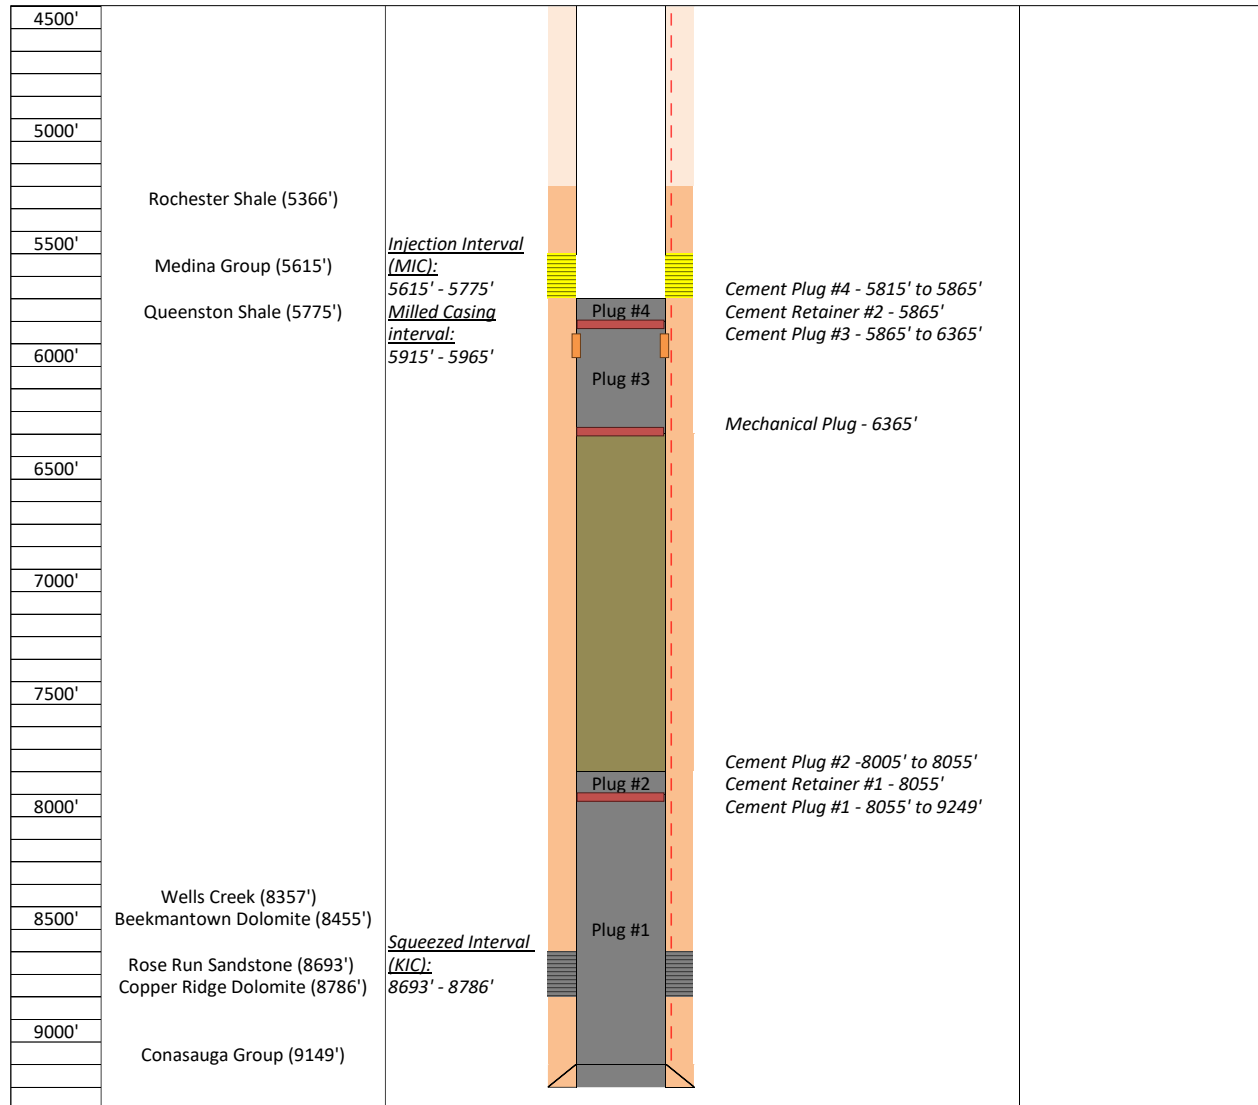 4500'
5000'
5500'
6000'
6500'
7000'
7500'
8000'
8500'
9000'
Rochester Shale (5366')
Medina Group (5615')
Queenston Shale (5775')
Wells Creek (8357')
Beekmantown Dolomite (8455')
Rose Run Sandstone (8693')
Copper Ridge Dolomite (8786')
Conasauga Group (9149')
Injection Interval
(MIC):
5615' - 5775'
Milled Casing
interval:
5915' - 5965'
Squeezed Interval
(KIC):
8693' - 8786'
Plug #4
Plug #3
Plug #2
Plug #1
Cement Plug #4 - 5815' to 5865'
Cement Retainer #2 - 5865'
Cement Plug #3 - 5865' to 6365'
Mechanical Plug - 6365'
Cement Plug #2 -8005' to 8055'
Cement Retainer #1 - 8055'
Cement Plug #1 - 8055' to 9249'